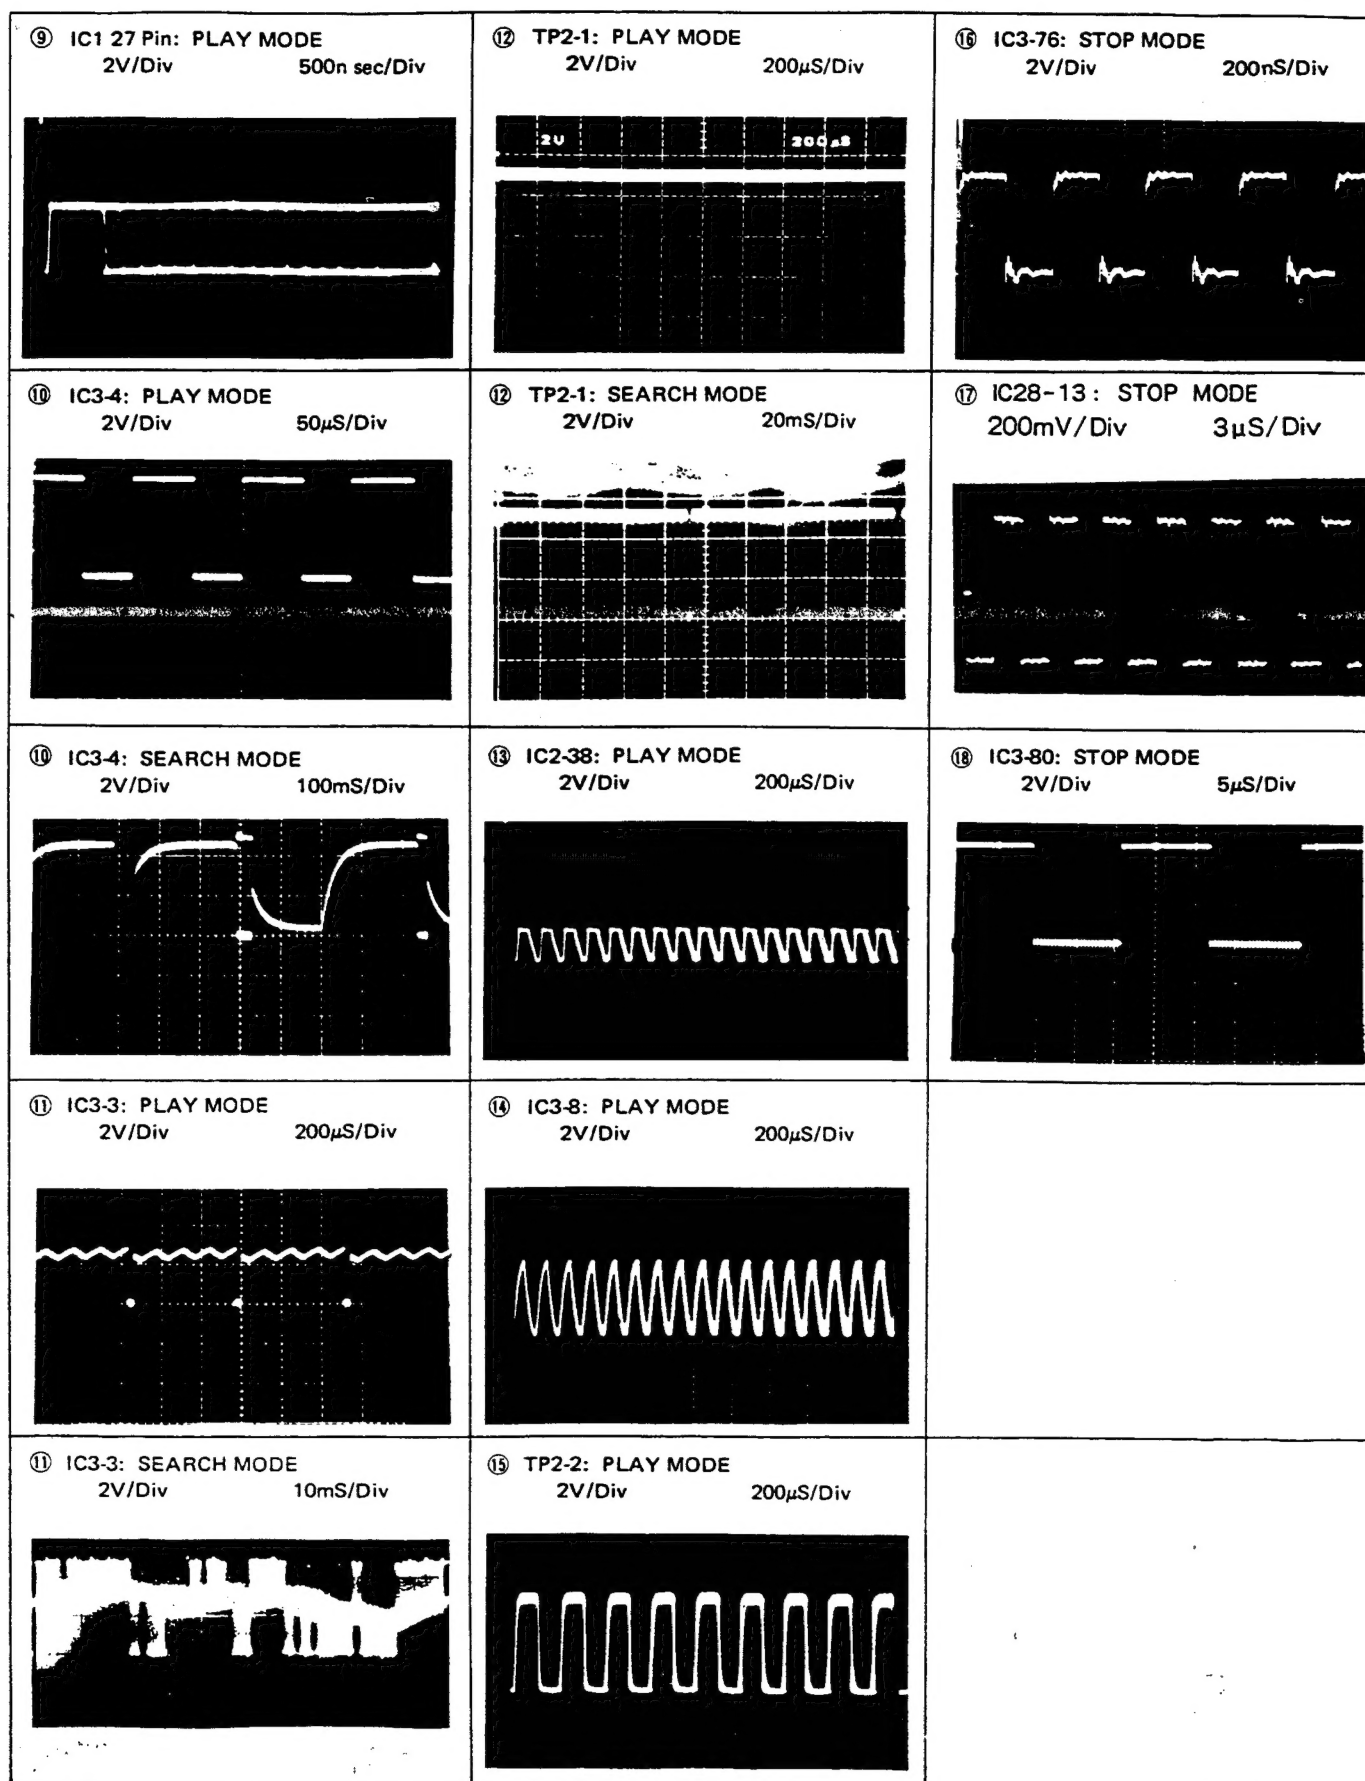 ⑨ IC1 27 Pin: PLAY MODE
2V/Div 500n sec/Div
⑩ IC3-4: PLAY MODE
2V/Div 50μS/Div
⑩ IC3-4: SEARCH MODE
2V/Div 100mS/Div
⑪ IC3-3: PLAY MODE
2V/Div 200μS/Div
⑪ IC3-3: SEARCH MODE
2V/Div 10mS/Div
⑫ TP2-1: PLAY MODE
2V/Div 200μS/Div
2V 200μS
⑫ TP2-1: SEARCH MODE
2V/Div 20mS/Div
⑬ IC2-38: PLAY MODE
2V/Div 200μS/Div
⑭ IC3-8: PLAY MODE
2V/Div 200μS/Div
⑮ TP2-2: PLAY MODE
2V/Div 200μS/Div
⑯ IC3-76: STOP MODE
2V/Div 200nS/Div
⑰ IC28-13: STOP MODE
200mV/Div 3μS/Div
⑱ IC3-80: STOP MODE
2V/Div 5μS/Div